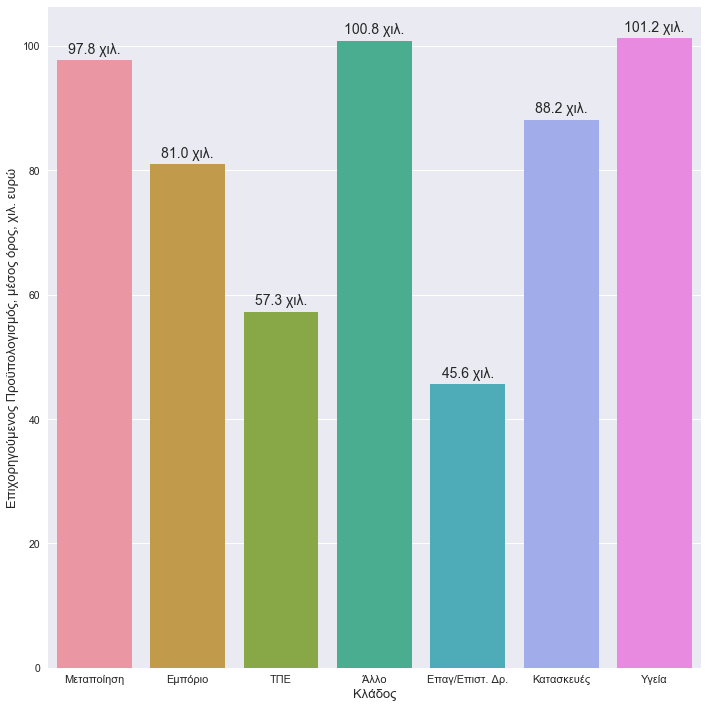 Επιχορηγούμενος Προϋπολογισμός, μέσος όρος, χιλ. ευρώ
100
80
60
40
20
0
97.8 χιλ.
81.0 χιλ.
57.3 χιλ.
100.8 χιλ.
45.6 χιλ.
88.2 χιλ.
101.2 χιλ.
Μεταποίηση
Εμπόριο
ΤΠΕ
Άλλο
Επαγ/Επιστ. Δρ.
Κατασκευές
Υγεία
Κλάδος